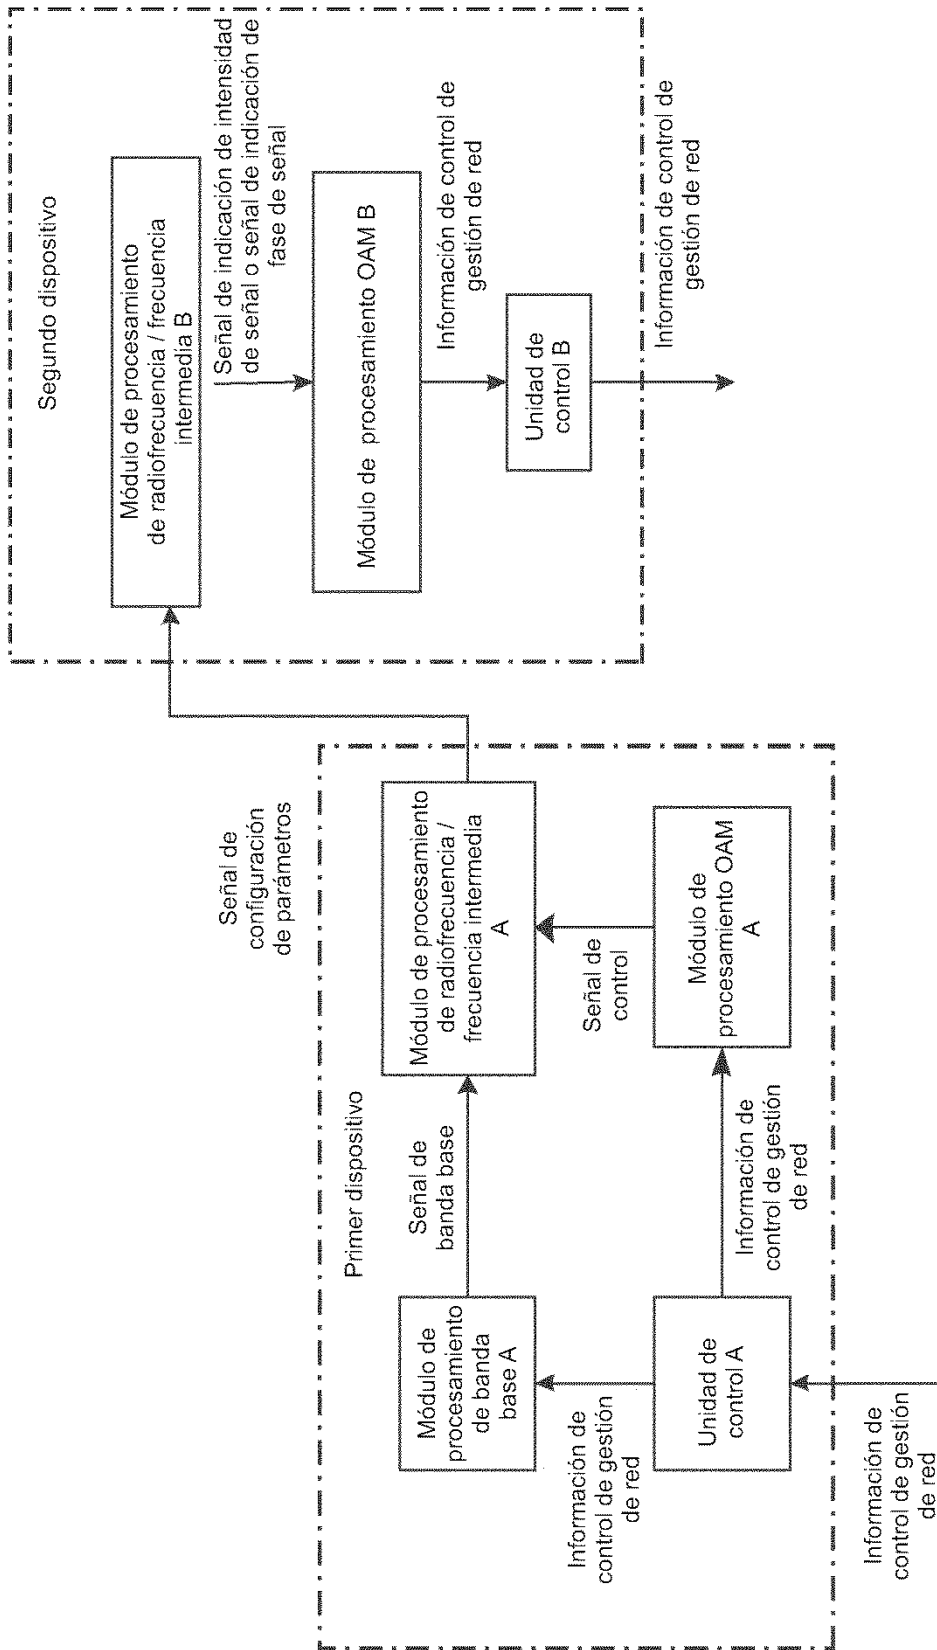 Primer dispositivo
Módulo de
procesamiento
de banda
base A
Señal de
banda base
Módulo de procesamiento
de radiofrecuencia /
frecuencia intermedia
A
Información de
control de gestión
de red
Señal de
control
Unidad de
control A
Información de
control de gestión
de red
Módulo de
procesamiento OAM
A
Información de
control de gestión
de red
Señal de
configuración
de parámetros
Segundo dispositivo
Módulo de procesamiento
de radiofrecuencia / frecuencia
intermedia B
Señal de indicación de intensidad
de señal o señal de indicación de
fase de señal
Módulo de procesamiento OAM B
Información de control de
gestión de red
Unidad de
control B
Información de control de
gestión de red